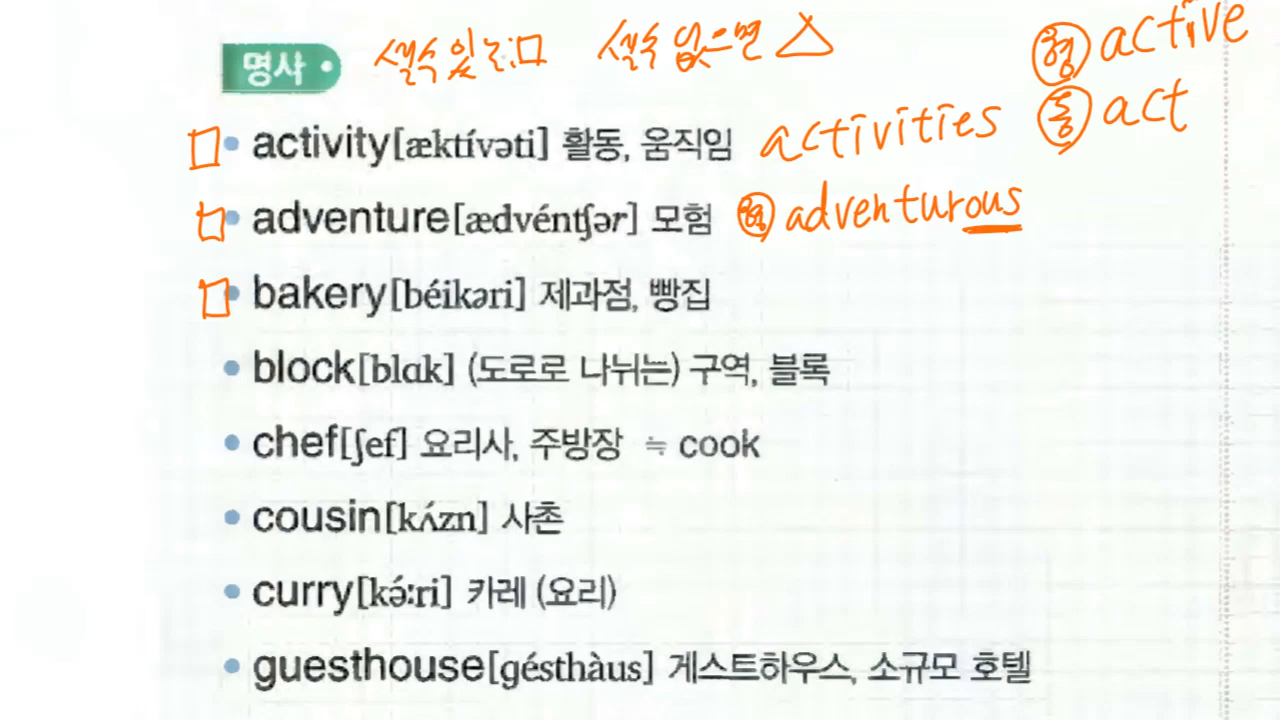 명사 셀수 있는: □ 셀수 없으면 △ 형 active
동 act
activity[æktívəti] 활동, 움직임 activities
adventure[ædvéntʃər] 모험 형 adventurous
bakery[béikəri] 제과점, 빵집
block[blɑk] (도로로 나뉘는) 구역, 블록
chef[ʃef] 요리사, 주방장 ≒ cook
cousin[kʌ́zn] 사촌
curry[kə́ːri] 카레 (요리)
guesthouse[gésthàus] 게스트하우스, 소규모 호텔